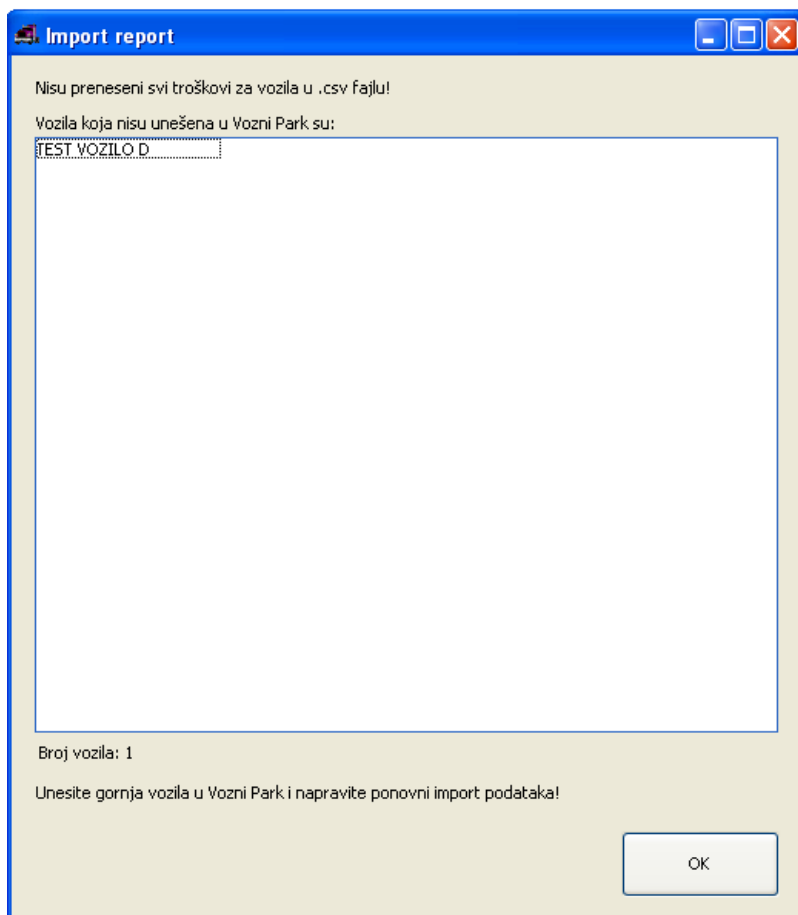 Import report
Nisu preneseni svi troškovi za vozila u .csv fajlu!
Vozila koja nisu unešena u Vozni Park su:
TEST VOZILO D
Broj vozila: 1
Unesite gornja vozila u Vozni Park i napravite ponovni import podataka!
OK